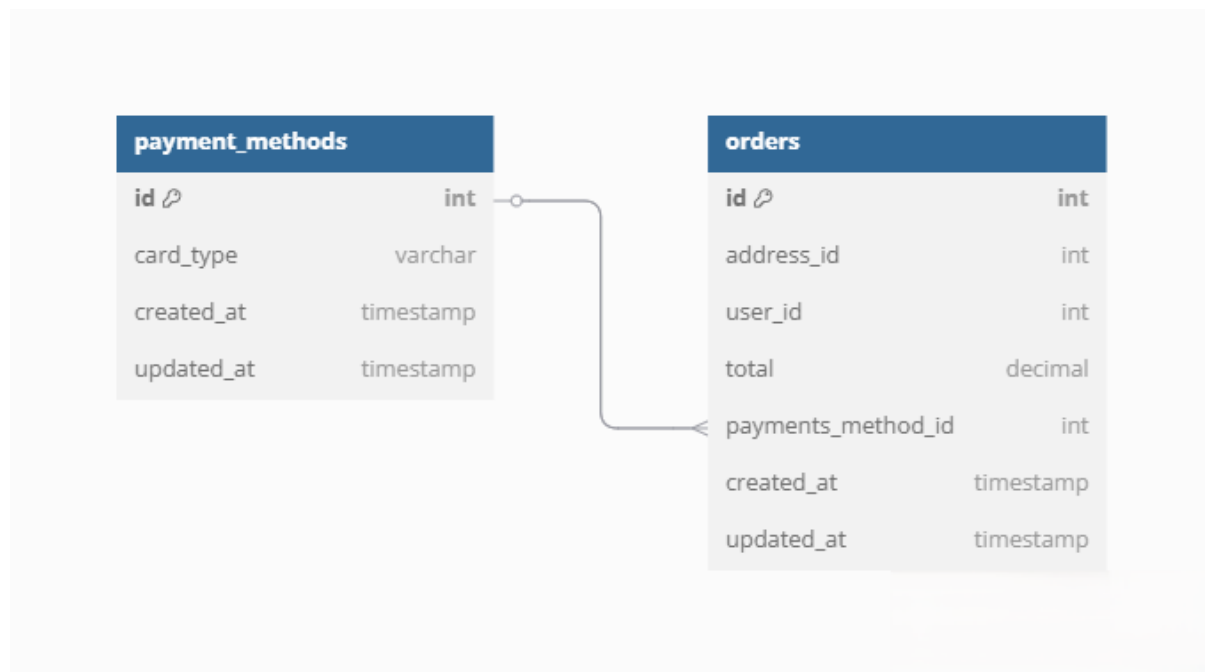 payment_methods
id int
card_type varchar
created_at timestamp
updated_at timestamp
orders
id int
address_id int
user_id int
total decimal
payments_method_id int
created_at timestamp
updated_at timestamp